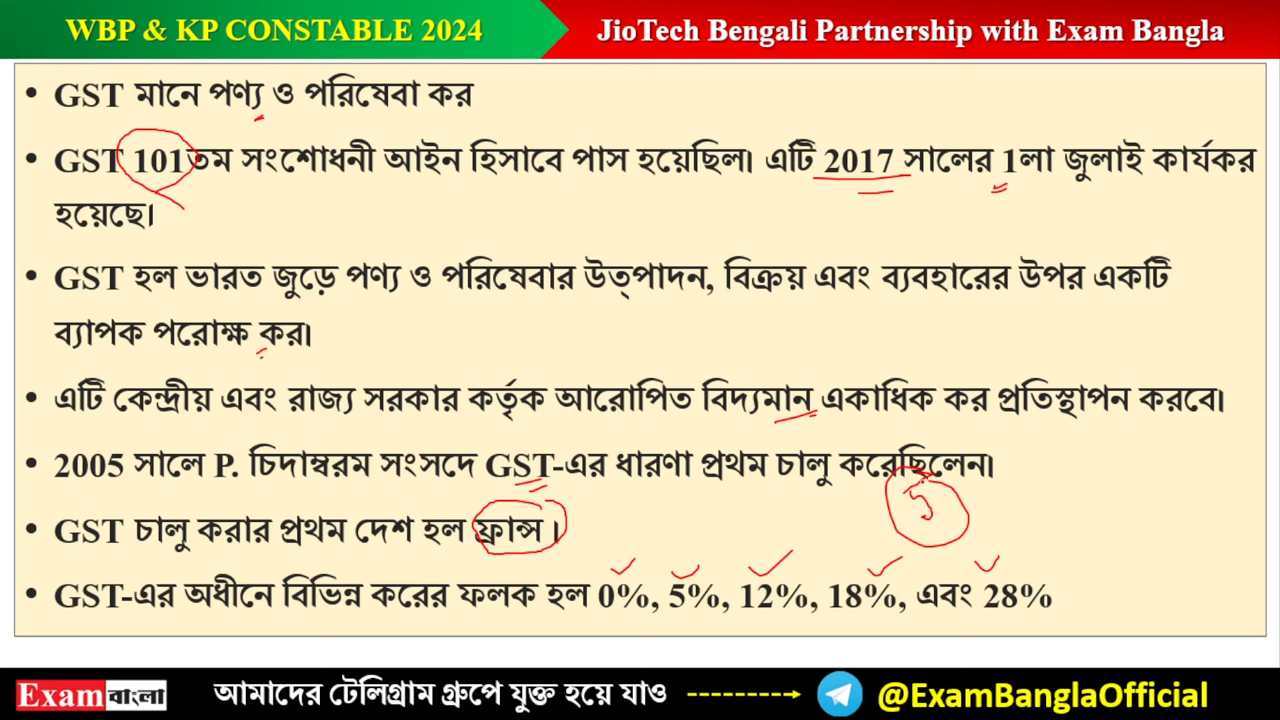 WBP & KP CONSTABLE 2024
JioTech Bengali Partnership with Exam Bangla
• GST মানে পণ্য ও পরিষেবা কর
• GST 101তম সংশোধনী আইন হিসাবে পাস হয়েছিল। এটি 2017 সালের 1লা জুলাই কার্যকর
হয়েছে।
• GST হল ভারত জুড়ে পণ্য ও পরিষেবার উত্পাদন, বিক্রয় এবং ব্যবহারের উপর একটি
ব্যাপক পরোক্ষ কর।
• এটি কেন্দ্রীয় এবং রাজ্য সরকার কর্তৃক আরোপিত বিদ্যমান একাধিক কর প্রতিস্থাপন করবে।
• 2005 সালে P. চিদাম্বরম সংসদে GST-এর ধারণা প্রথম চালু করেছিলেন।
• GST চালু করার প্রথম দেশ হল ফ্রান্স।
• GST-এর অধীনে বিভিন্ন করের ফলক হল 0%, 5%, 12%, 18%, এবং 28%
Exam বাংলা
আমাদের টেলিগ্রাম গ্রুপে যুক্ত হয়ে যাও ---------> @ExamBanglaOfficial